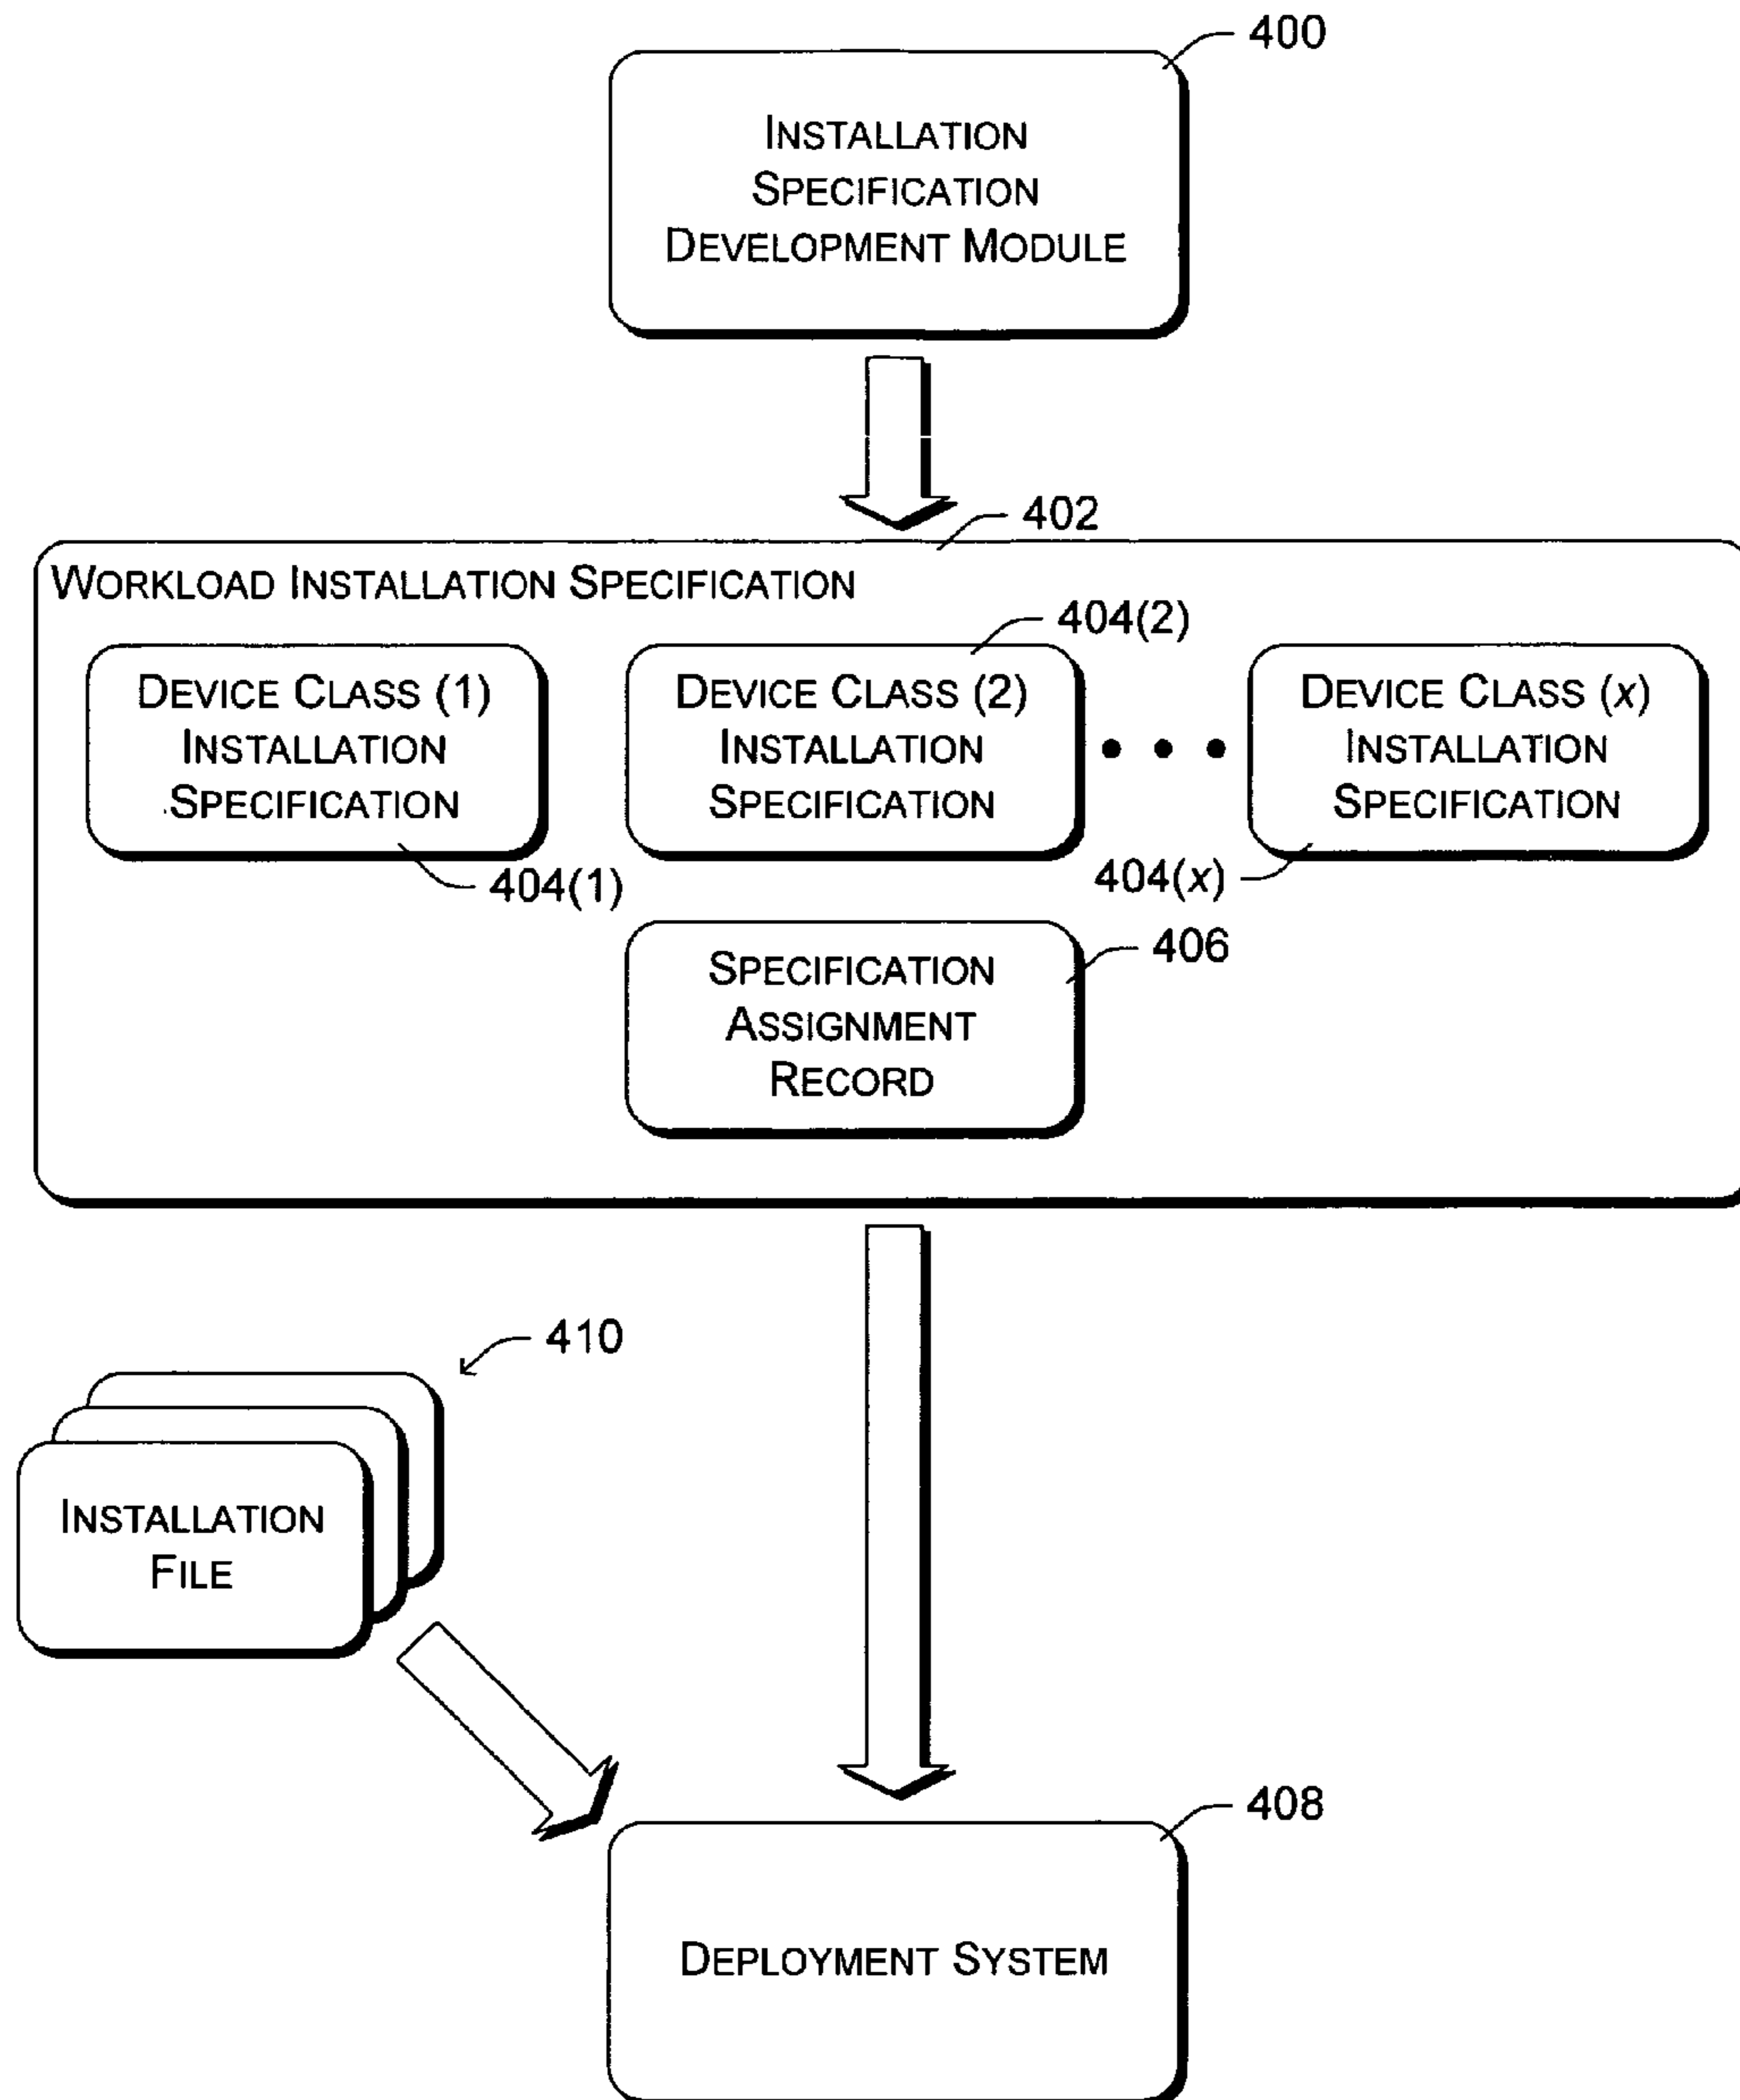 400
INSTALLATION
SPECIFICATION
DEVELOPMENT MODULE
402
WORKLOAD INSTALLATION SPECIFICATION
404(2)
DEVICE CLASS (1)
INSTALLATION
SPECIFICATION
DEVICE CLASS (2)
INSTALLATION
SPECIFICATION
• • •
DEVICE CLASS (x)
INSTALLATION
SPECIFICATION
404(1)
404(x)
406
SPECIFICATION
ASSIGNMENT
RECORD
410
INSTALLATION
FILE
408
DEPLOYMENT SYSTEM